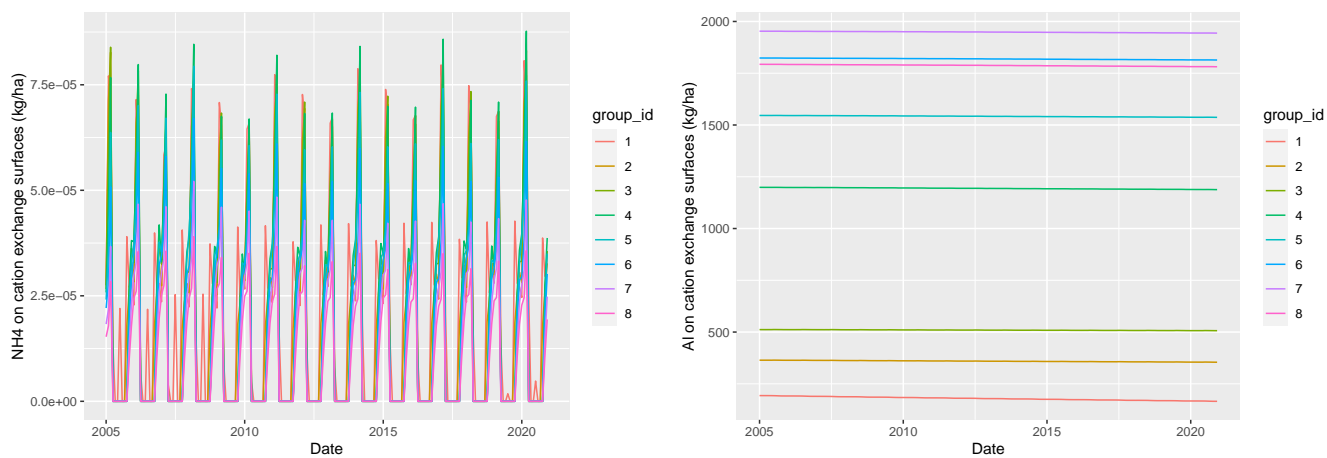 NH4 on cation exchange surfaces (kg/ha)
7.5e−05
5.0e−05
2.5e−05
0.0e+00
2005
2010
2015
2020
Date
group_id
1
2
3
4
5
6
7
8
Al on cation exchange surfaces (kg/ha)
2000
1500
1000
500
2005
2010
2015
2020
Date
group_id
1
2
3
4
5
6
7
8